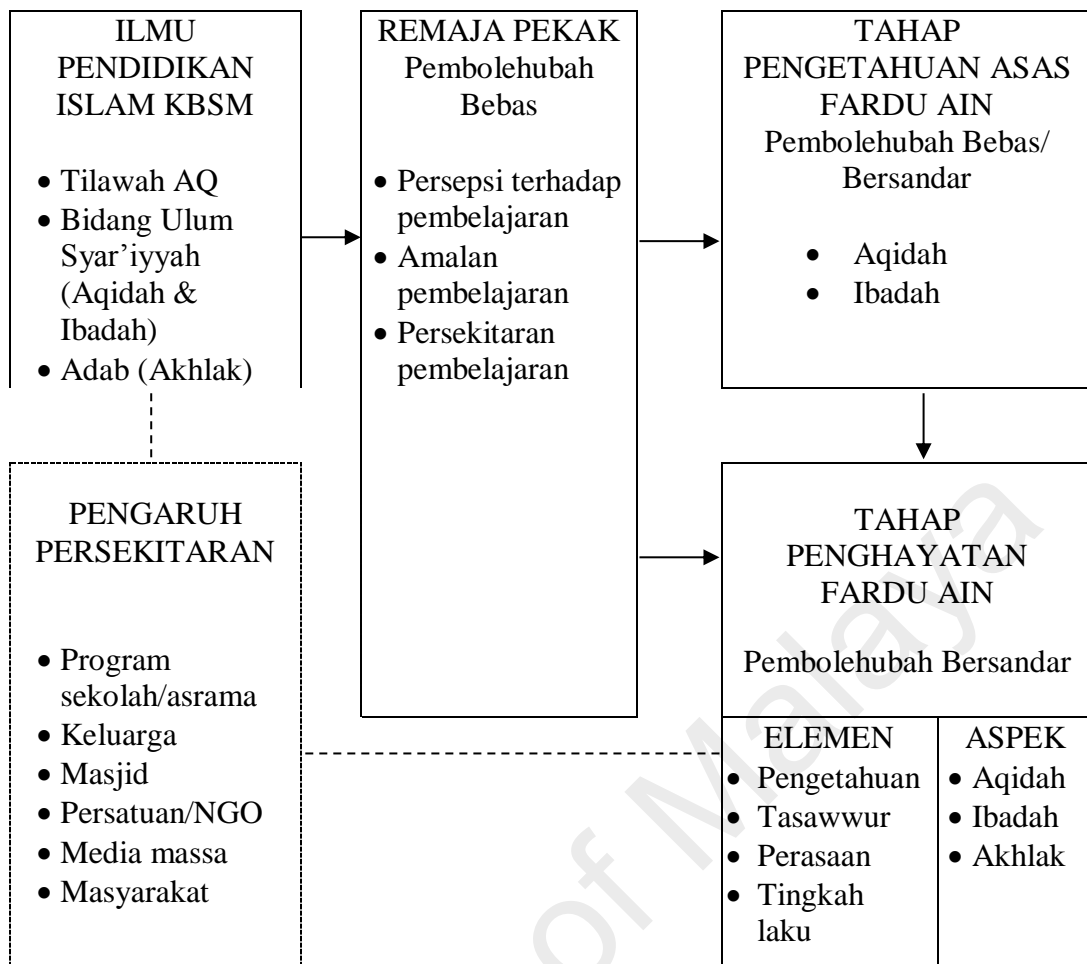 ILMU
PENDIDIKAN
ISLAM KBSM
• Tilawah AQ
• Bidang Ulum
Syar’iyyah
(Aqidah &
Ibadah)
• Adab (Akhlak)
REMAJA PEKAK
Pembolehubah
Bebas
• Persepsi terhadap
pembelajaran
• Amalan
pembelajaran
• Persekitaran
pembelajaran
TAHAP
PENGETAHUAN ASAS
FARDU AIN
Pembolehubah Bebas/
Bersandar
• Aqidah
• Ibadah
PENGARUH
PERSEKITARAN
• Program
sekolah/asrama
• Keluarga
• Masjid
• Persatuan/NGO
• Media massa
• Masyarakat
TAHAP
PENGHAYATAN
FARDU AIN
Pembolehubah Bersandar
ELEMEN
• Pengetahuan
• Tasawwur
• Perasaan
• Tingkah
laku
ASPEK
• Aqidah
• Ibadah
• Akhlak
of Malaya